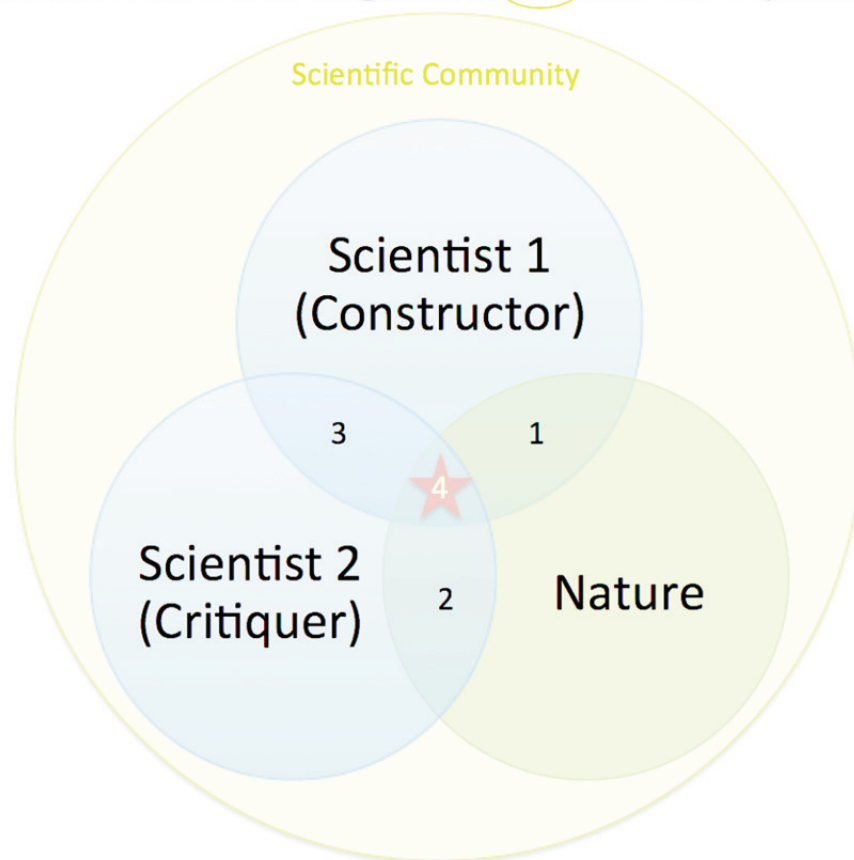 Scientific Community
Scientist 1
(Constructor)
3
1
4
Scientist 2
(Critiquer)
2
Nature